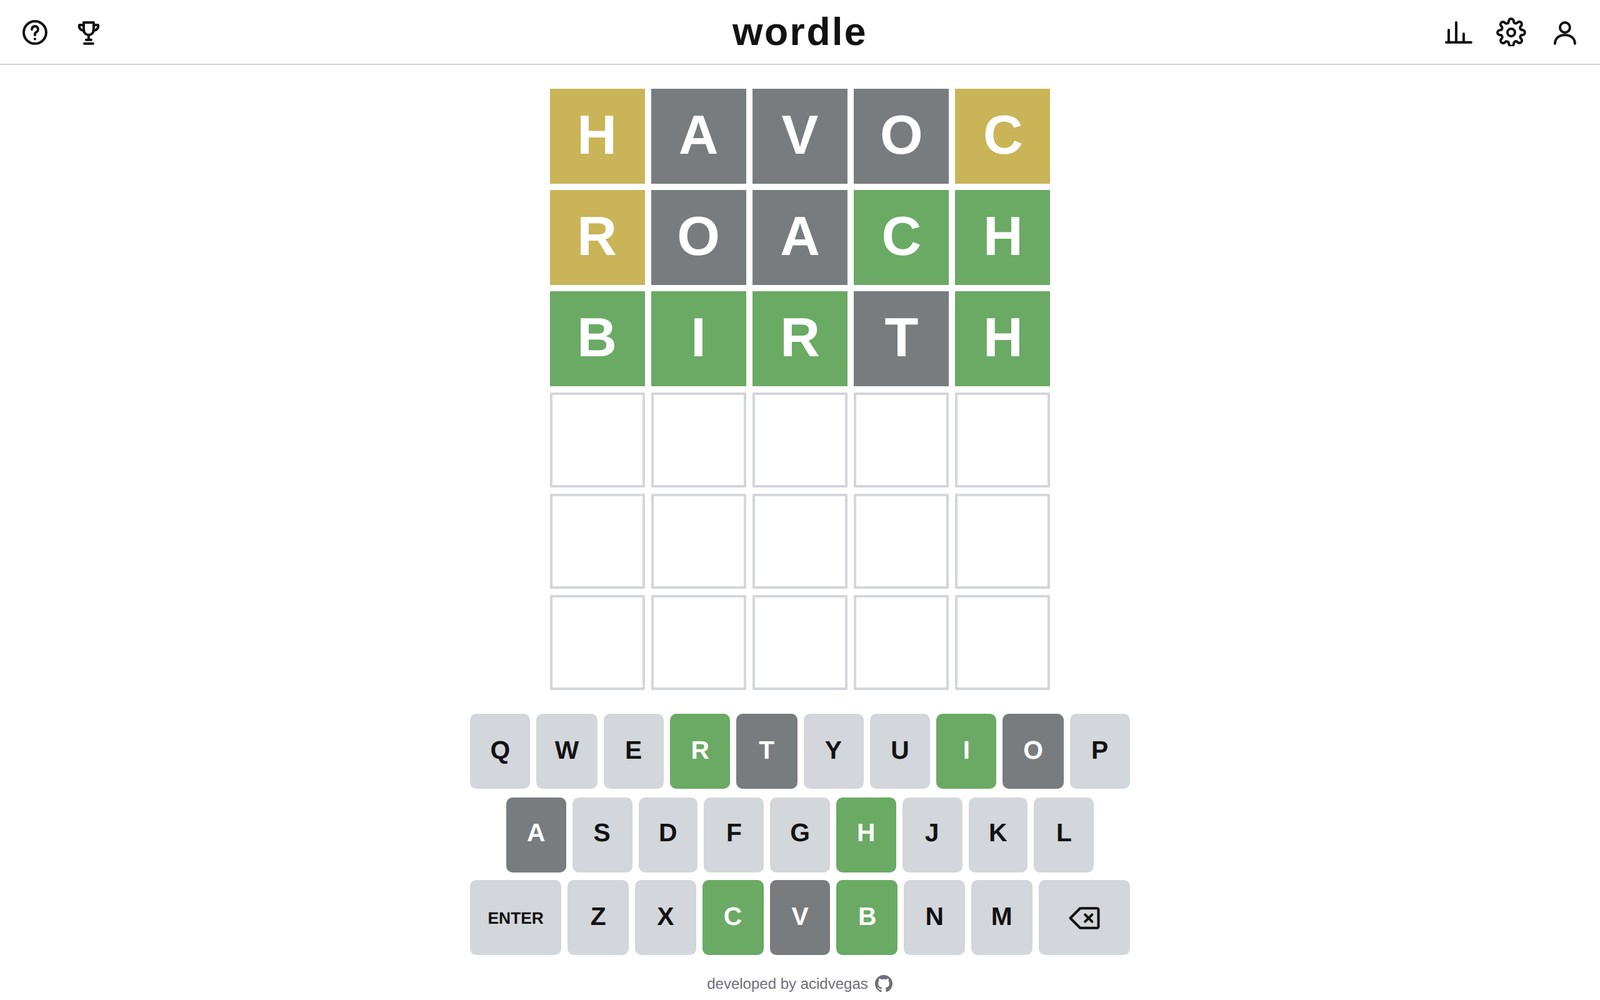 wordle
H A V O C
R O A C H
B I R T H
Q W E R T Y U I O P
A S D F G H J K L
ENTER Z X C V B N M
developed by acidvegas